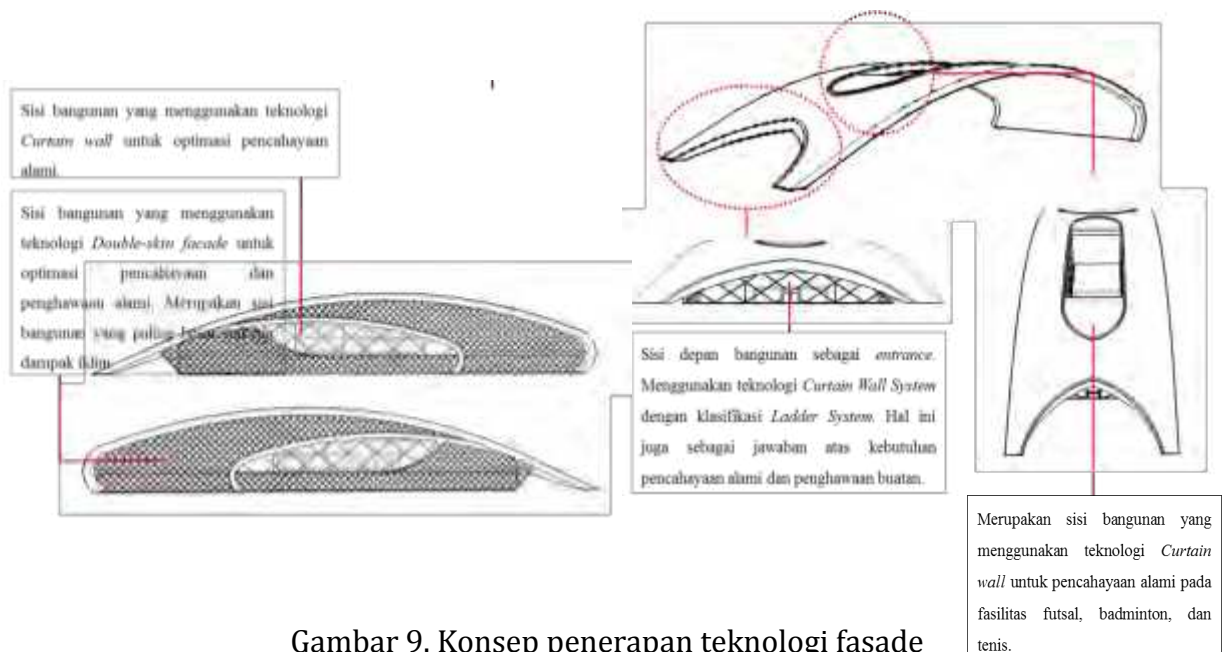 Sisi bangunan yang menggunakan teknologi
Curtain wall untuk optimasi pencahayaan
alami.
Sisi bangunan yang menggunakan
teknologi Double-skin facade untuk
optimasi pencahayaan dan
penghawaan alami. Merupakan sisi
bangunan yang paling
dampak iklim
Sisi depan bangunan sebagai entrance.
Menggunakan teknologi Curtain Wall System
dengan klasifikasi Ladder System. Hal ini
juga sebagai jawaban atas kebutuhan
pencahayaan alami dan penghawaan buatan.
Merupakan sisi bangunan yang
menggunakan teknologi Curtain
wall untuk pencahayaan alami pada
fasilitas futsal, badminton, dan
tenis.
Gambar 9. Konsep penerapan teknologi fasade